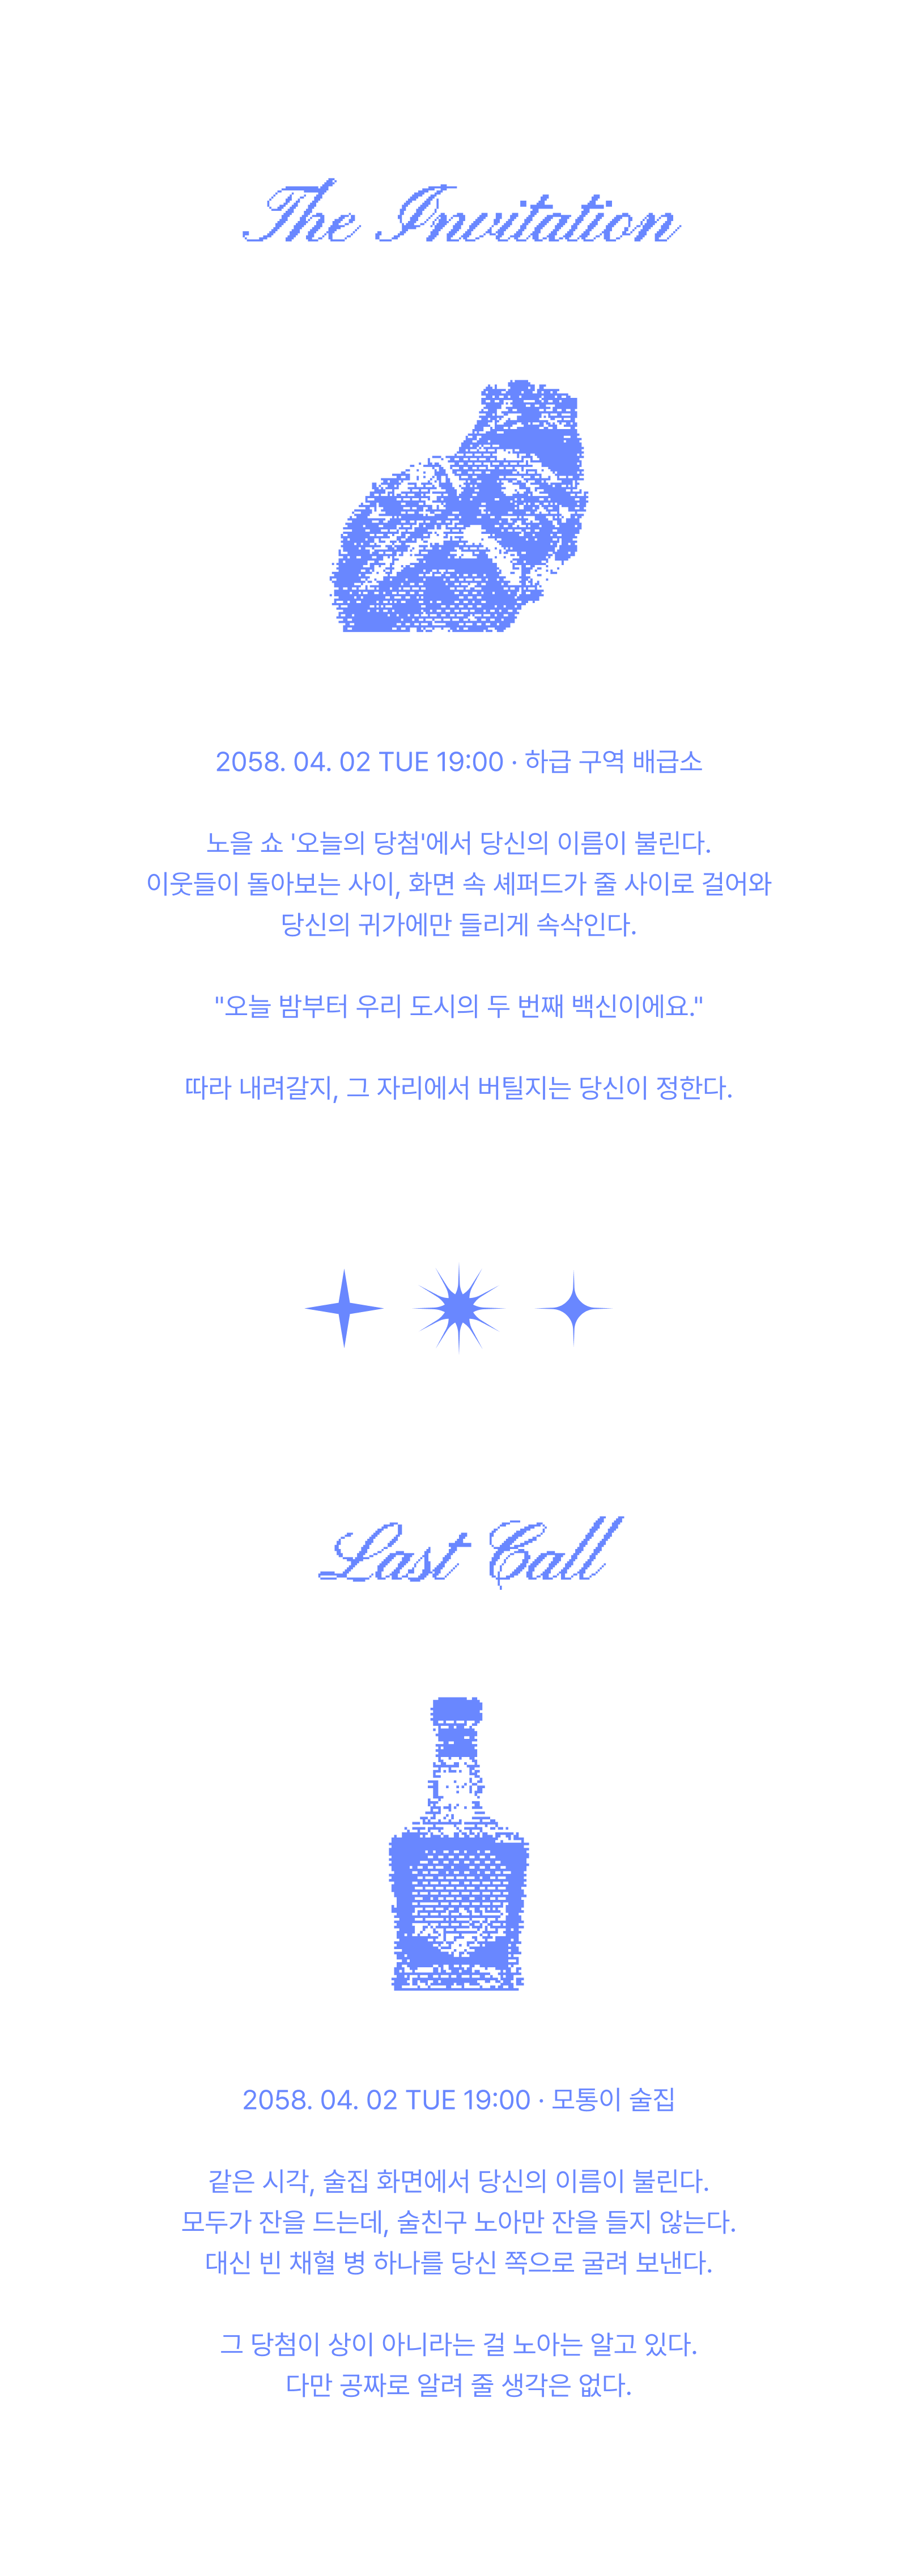 The Invitation
2058. 04. 02 TUE 19:00 · 하급 구역 배급소
노을 쇼 '오늘의 당첨'에서 당신의 이름이 불린다.
이웃들이 돌아보는 사이, 화면 속 셰퍼드가 줄 사이로 걸어와
당신의 귀가에만 들리게 속삭인다.
"오늘 밤부터 우리 도시의 두 번째 백신이에요."
따라 내려갈지, 그 자리에서 버틸지는 당신이 정한다.
Last Call
2058. 04. 02 TUE 19:00 · 모퉁이 술집
같은 시각, 술집 화면에서 당신의 이름이 불린다.
모두가 잔을 드는데, 술친구 노아만 잔을 들지 않는다.
대신 빈 채혈 병 하나를 당신 쪽으로 굴려 보낸다.
그 당첨이 상이 아니라는 걸 노아는 알고 있다.
다만 공짜로 알려 줄 생각은 없다.